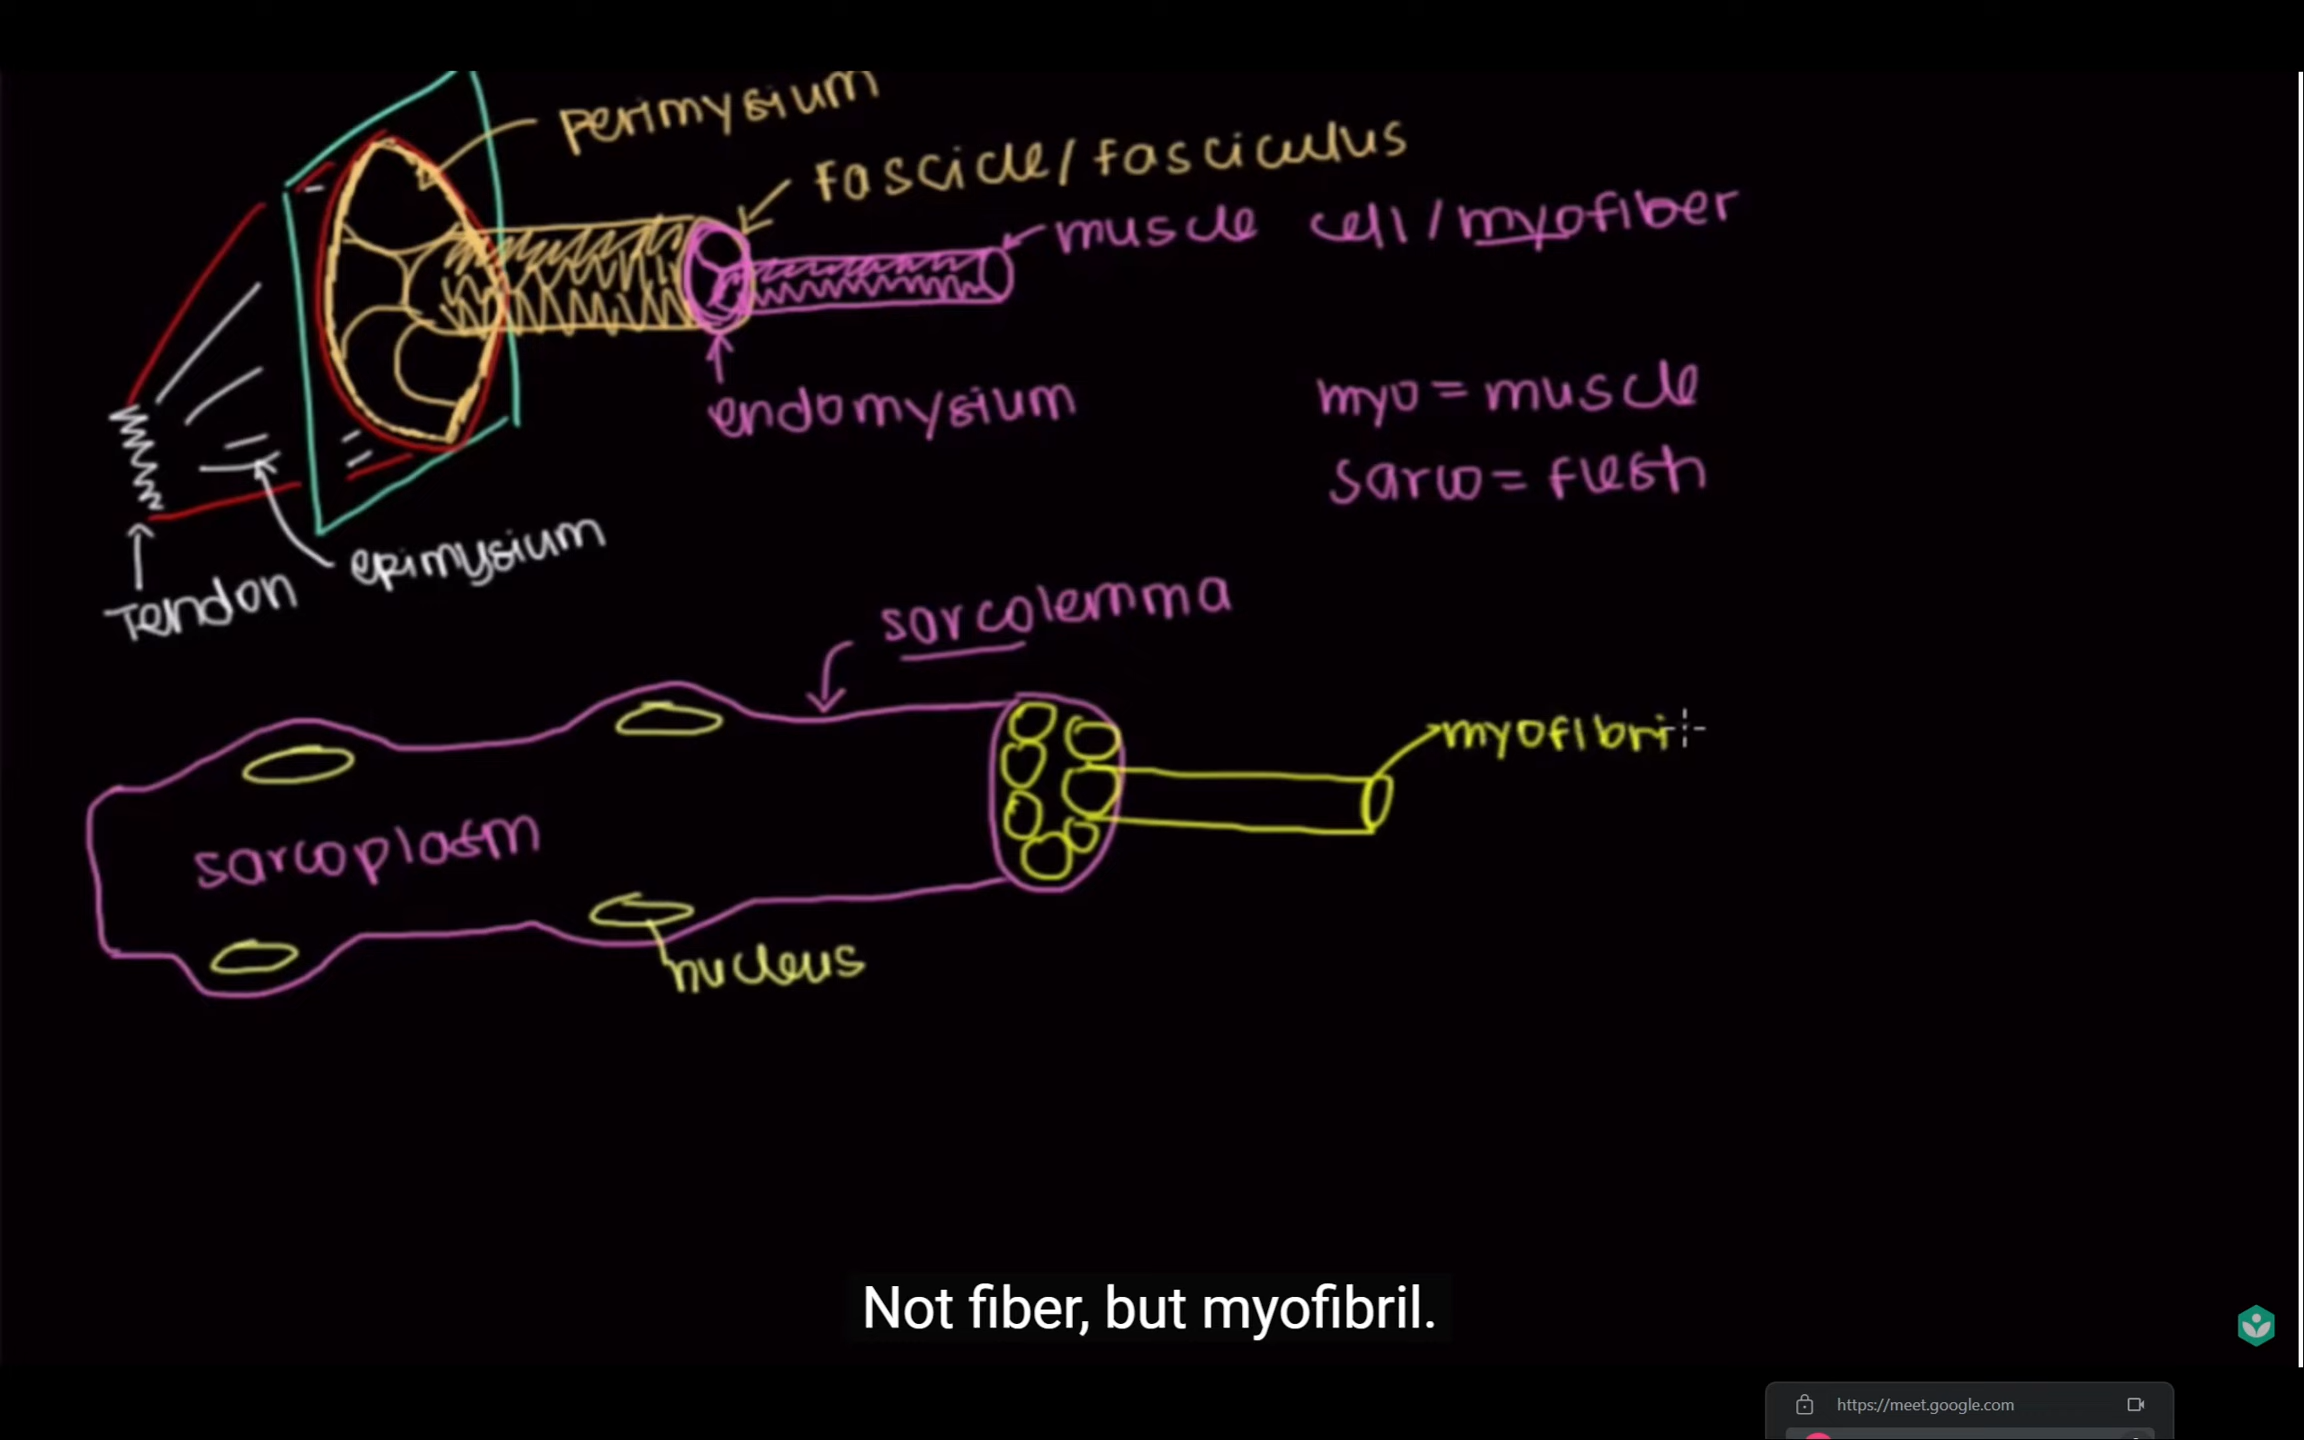 perimysium
fascicle/fasciculus
muscle cell/myofiber
endomysium
myo = muscle
sarco = flesh
epimysium
Tendon
sarcolemma
myofibri
sarcoplasm
nucleus
Not fiber, but myofibril.
https://meet.google.com